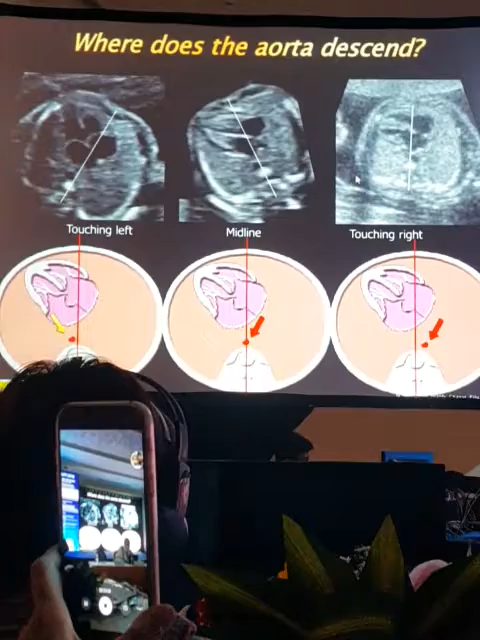 Where does the aorta descend?
Touching left
Midline
Touching right